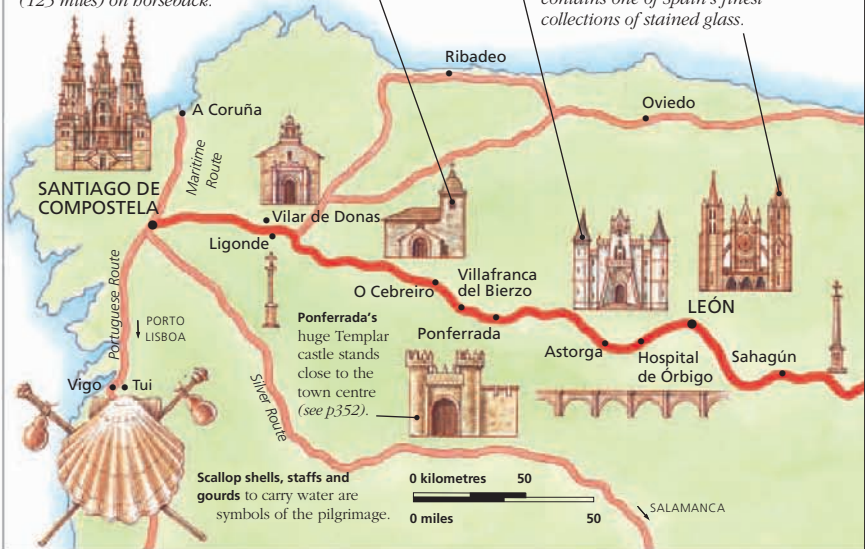 (125 miles) on horseback.
contains one of Spain's finest
collections of stained glass.
Ribadeo
A Coruña
Oviedo
Maritime
Route
SANTIAGO DE
COMPOSTELA
Vilar de Donas
Ligonde
O Cebreiro
Villafranca
del Bierzo
Ponferrada
Astorga
Hospital
de Órbigo
LEÓN
Sahagún
Portuguese Route
PORTO
LISBOA
Vigo
Tui
Silver Route
Ponferrada's
huge Templar
castle stands
close to the
town centre
(see p352).
Scallop shells, staffs and
gourds to carry water are
symbols of the pilgrimage.
0 kilometres 50
0 miles 50
SALAMANCA